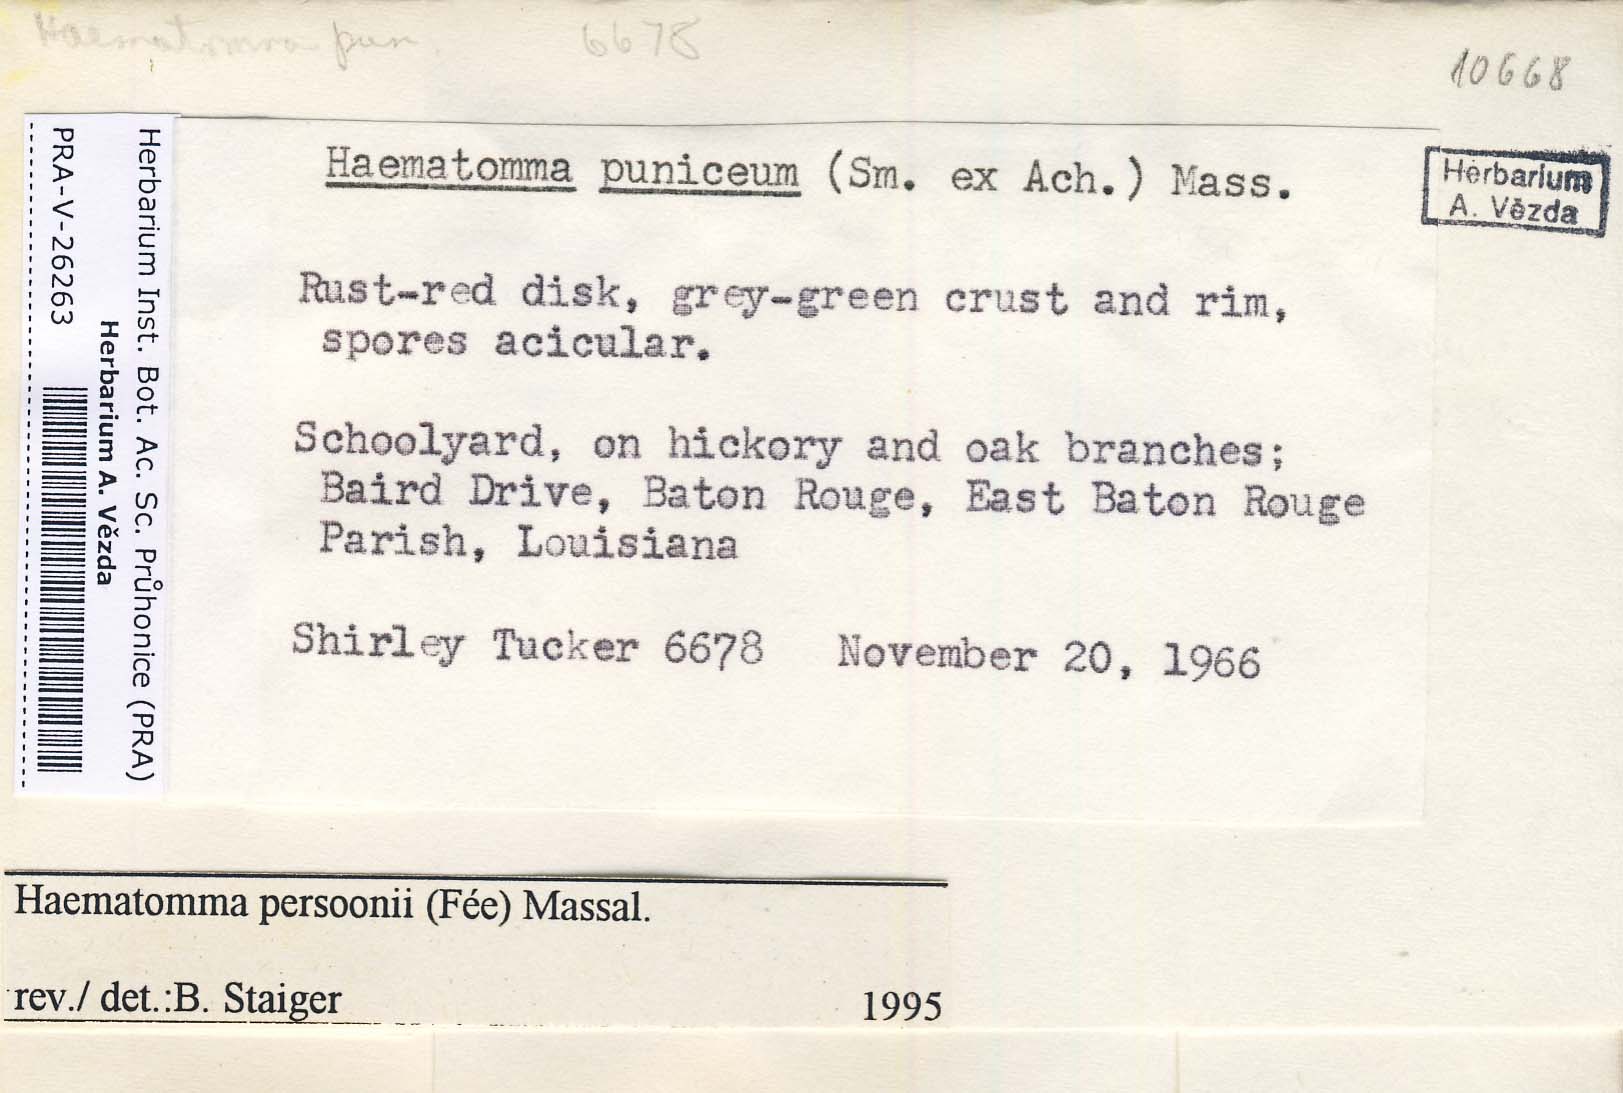 Haematomma pun. 6678
10668
Herbarium
A. Vězda
Herbarium Inst. Bot. Ac. Sc. Průhonice (PRA)
Herbarium A. Vězda
PRA-V-26263
Haematomma puniceum (Sm. ex Ach.) Mass.
Rust-red disk, grey-green crust and rim,
spores acicular.
Schoolyard, on hickory and oak branches;
Baird Drive, Baton Rouge, East Baton Rouge
Parish, Louisiana
Shirley Tucker 6678 November 20, 1966
Haematomma persoonii (Fée) Massal.
rev./ det.:B. Staiger 1995